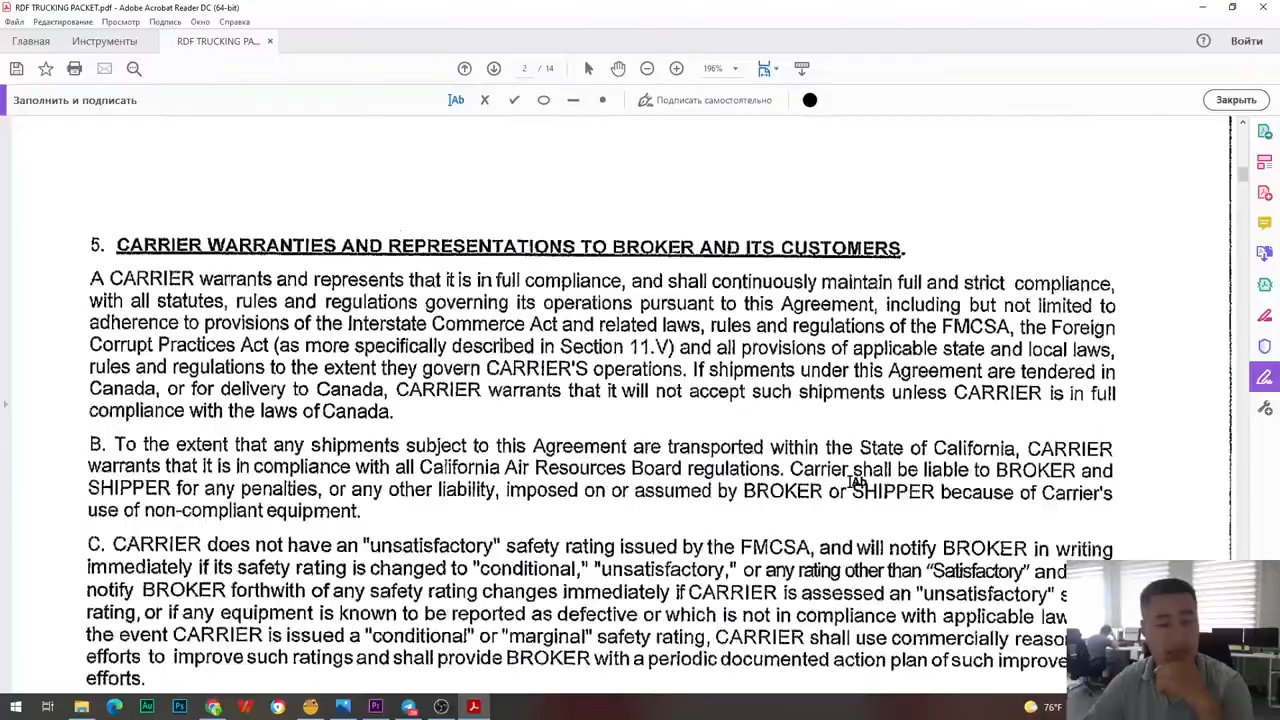 RDF TRUCKING PACKET.pdf - Adobe Acrobat Reader DC (64-bit)
Файл Редактирование Просмотр Подпись Окно Справка
Главная Инструменты RDF TRUCKING PA... × Войти
2 / 14 196%
Заполнить и подписать Ab Подписать самостоятельно Закрыть
5. CARRIER WARRANTIES AND REPRESENTATIONS TO BROKER AND ITS CUSTOMERS.
A CARRIER warrants and represents that it is in full compliance, and shall continuously maintain full and strict compliance,
with all statutes, rules and regulations governing its operations pursuant to this Agreement, including but not limited to
adherence to provisions of the Interstate Commerce Act and related laws, rules and regulations of the FMCSA, the Foreign
Corrupt Practices Act (as more specifically described in Section 11.V) and all provisions of applicable state and local laws,
rules and regulations to the extent they govern CARRIER'S operations. If shipments under this Agreement are tendered in
Canada, or for delivery to Canada, CARRIER warrants that it will not accept such shipments unless CARRIER is in full
compliance with the laws of Canada.
B. To the extent that any shipments subject to this Agreement are transported within the State of California, CARRIER
warrants that it is in compliance with all California Air Resources Board regulations. Carrier shall be liable to BROKER and
SHIPPER for any penalties, or any other liability, imposed on or assumed by BROKER or SHIPPER because of Carrier's
use of non-compliant equipment.
C. CARRIER does not have an "unsatisfactory" safety rating issued by the FMCSA, and will notify BROKER in writing
immediately if its safety rating is changed to "conditional," "unsatisfactory," or any rating other than “Satisfactory” and
notify BROKER forthwith of any safety rating changes immediately if CARRIER is assessed an "unsatisfactory" s
rating, or if any equipment is known to be reported as defective or which is not in compliance with applicable law
the event CARRIER is issued a "conditional" or "marginal" safety rating, CARRIER shall use commercially reaso
efforts to improve such ratings and shall provide BROKER with a periodic documented action plan of such improve
efforts.
Au Ps Pr 76°F